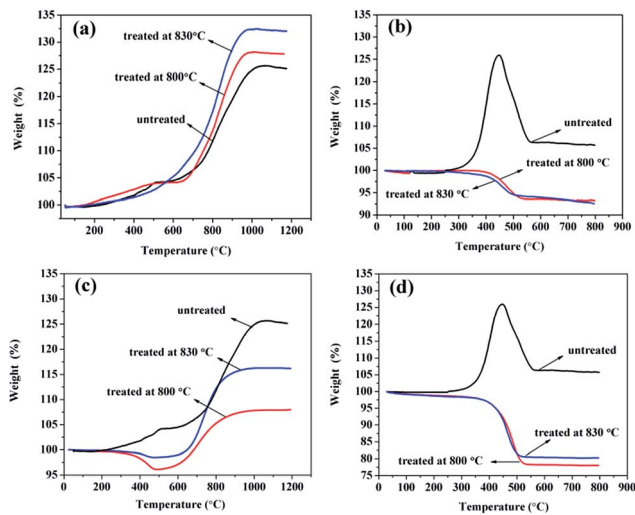 (a)
135
130
125
120
115
110
105
100
Weight (%)
treated at 830°C
treated at 800°C
untreated
0 200 400 600 800 1000 1200
Temperature (°C)
(b)
135
130
125
120
115
110
105
100
95
90
Weight (%)
untreated
treated at 800 °C
treated at 830 °C
0 100 200 300 400 500 600 700 800 900
Temperature (°C)
(c)
130
125
120
115
110
105
100
95
Weight (%)
untreated
treated at 830 °C
treated at 800 °C
0 200 400 600 800 1000 1200
Temperature (°C)
(d)
135
130
125
120
115
110
105
100
95
90
85
80
75
Weight (%)
untreated
treated at 830 °C
treated at 800 °C
0 100 200 300 400 500 600 700 800 900
Temperature (°C)